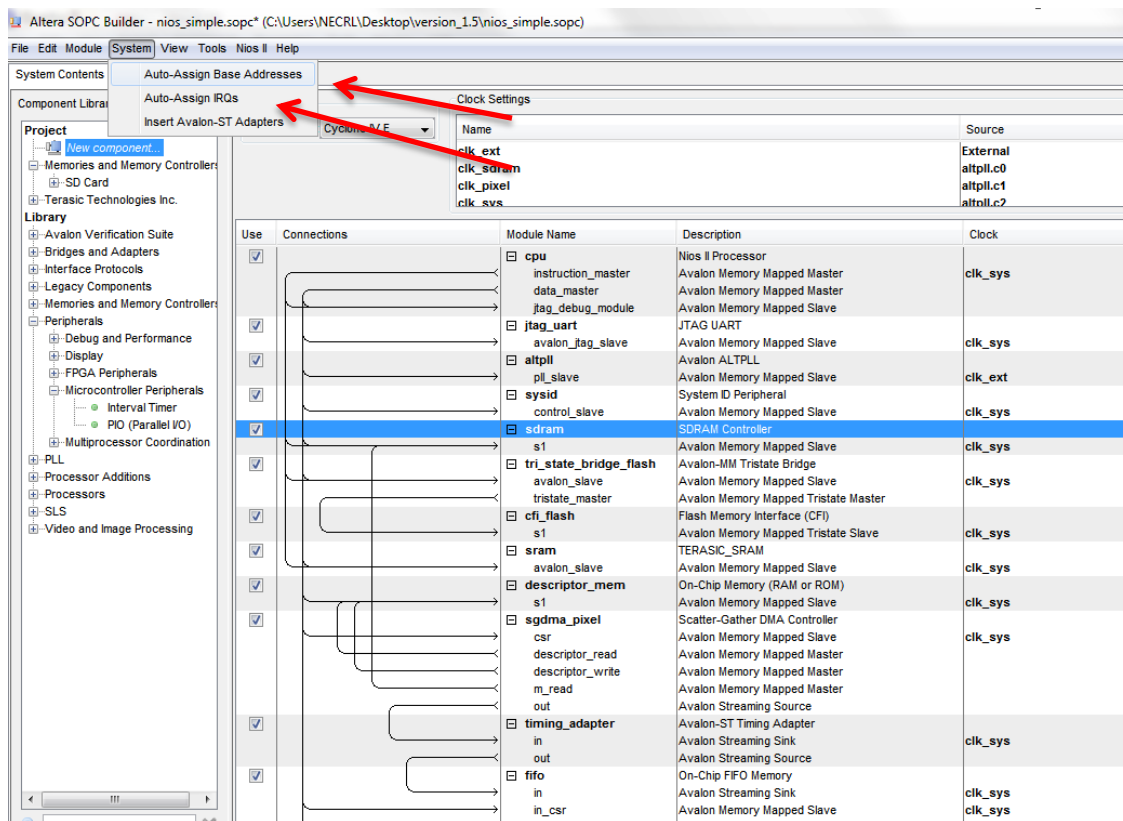 Altera SOPC Builder - nios_simple.sopc* (C:\Users\NECRL\Desktop\version_1.5\nios_simple.sopc)
File Edit Module System View Tools Nios II Help
System Contents
Auto-Assign Base Addresses
Auto-Assign IRQs
Insert Avalon-ST Adapters
Component Librar
Project
New component...
Memories and Memory Controllers
SD Card
Terasic Technologies Inc.
Library
Avalon Verification Suite
Bridges and Adapters
Interface Protocols
Legacy Components
Memories and Memory Controllers
Peripherals
Debug and Performance
Display
FPGA Peripherals
Microcontroller Peripherals
Interval Timer
PIO (Parallel I/O)
Multiprocessor Coordination
PLL
Processor Additions
Processors
SLS
Video and Image Processing
Cyclone IV E
Clock Settings
Name Source
clk_ext External
clk_sdram altpll.c0
clk_pixel altpll.c1
clk_sys altpll.c2
Use Connections Module Name Description Clock
cpu Nios II Processor
instruction_master Avalon Memory Mapped Master clk_sys
data_master Avalon Memory Mapped Master
jtag_debug_module Avalon Memory Mapped Slave
jtag_uart JTAG UART
avalon_jtag_slave Avalon Memory Mapped Slave clk_sys
altpll Avalon ALTPLL
pll_slave Avalon Memory Mapped Slave clk_ext
sysid System ID Peripheral
control_slave Avalon Memory Mapped Slave clk_sys
sdram SDRAM Controller
s1 Avalon Memory Mapped Slave clk_sys
tri_state_bridge_flash Avalon-MM Tristate Bridge
avalon_slave Avalon Memory Mapped Slave clk_sys
tristate_master Avalon Memory Mapped Tristate Master
cfi_flash Flash Memory Interface (CFI)
s1 Avalon Memory Mapped Tristate Slave clk_sys
sram TERASIC_SRAM
avalon_slave Avalon Memory Mapped Slave clk_sys
descriptor_mem On-Chip Memory (RAM or ROM)
s1 Avalon Memory Mapped Slave clk_sys
sgdma_pixel Scatter-Gather DMA Controller
csr Avalon Memory Mapped Slave clk_sys
descriptor_read Avalon Memory Mapped Master
descriptor_write Avalon Memory Mapped Master
m_read Avalon Memory Mapped Master
out Avalon Streaming Source
timing_adapter Avalon-ST Timing Adapter
in Avalon Streaming Sink clk_sys
out Avalon Streaming Source
fifo On-Chip FIFO Memory
in Avalon Streaming Sink clk_sys
in_csr Avalon Memory Mapped Slave clk_sys